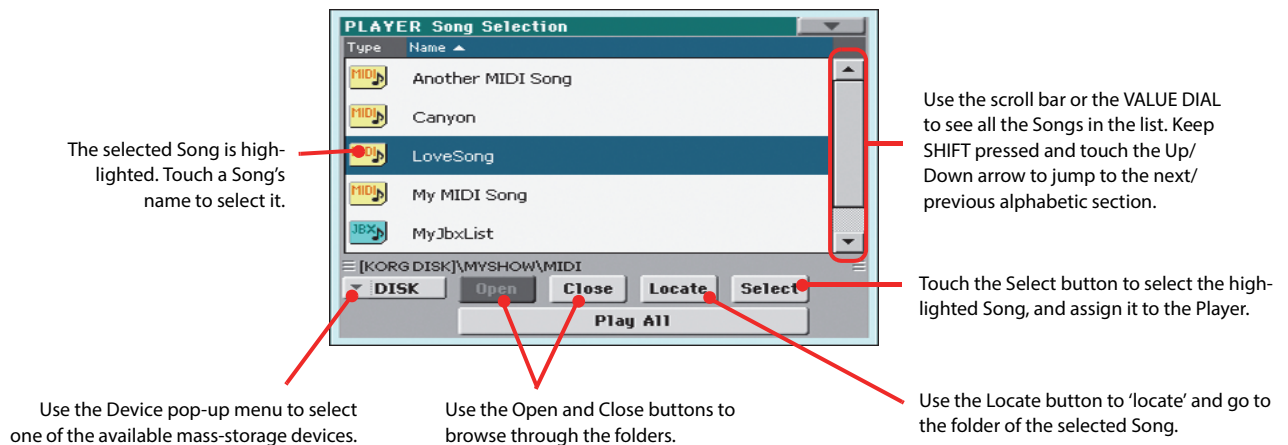 PLAYER Song Selection
Type Name
MIDI Another MIDI Song
MIDI Canyon
MIDI LoveSong
MIDI My MIDI Song
JBX MyJbxList
[KORG DISK]\MYSHOW\MIDI
DISK Open Close Locate Select
Play All
The selected Song is high-
lighted. Touch a Song’s
name to select it.
Use the scroll bar or the VALUE DIAL
to see all the Songs in the list. Keep
SHIFT pressed and touch the Up/
Down arrow to jump to the next/
previous alphabetic section.
Touch the Select button to select the high-
lighted Song, and assign it to the Player.
Use the Device pop-up menu to select
one of the available mass-storage devices.
Use the Open and Close buttons to
browse through the folders.
Use the Locate button to ‘locate’ and go to
the folder of the selected Song.